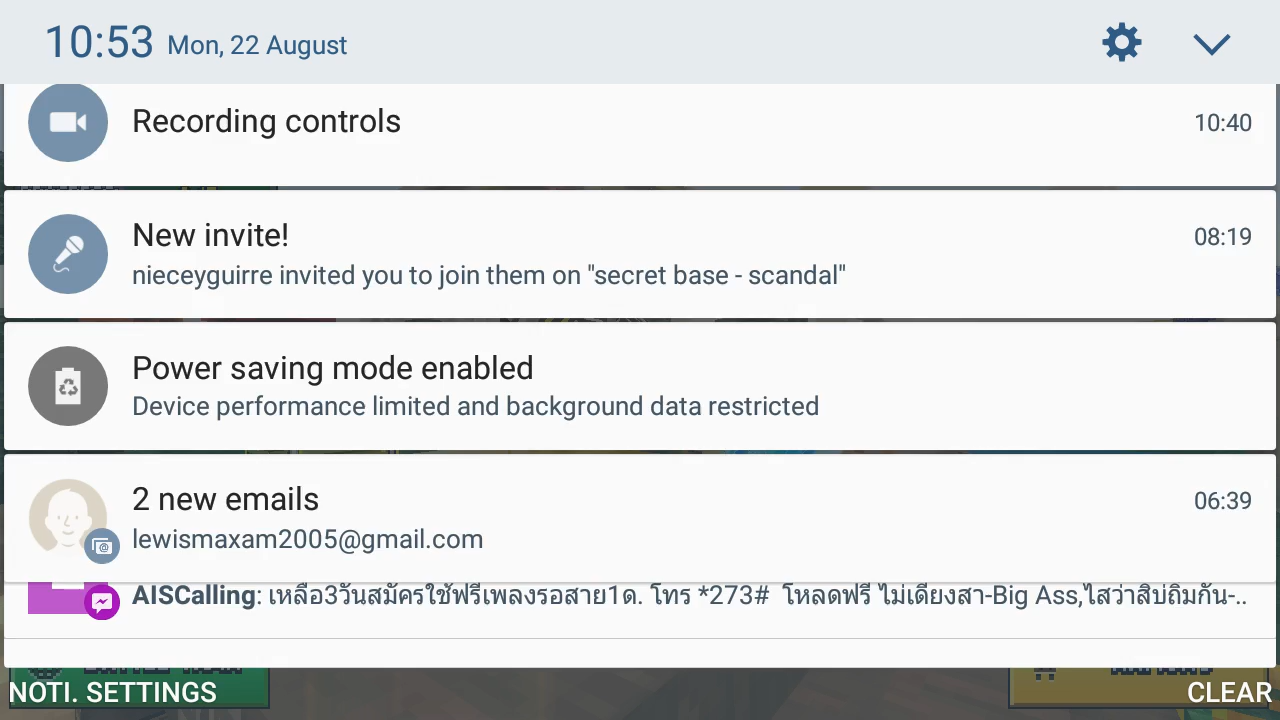 10:53 Mon, 22 August
Recording controls 10:40
New invite! 08:19
nieceyguirre invited you to join them on "secret base - scandal"
Power saving mode enabled
Device performance limited and background data restricted
2 new emails 06:39
lewismaxam2005@gmail.com
AISCalling: เหลือ3วันสมัครใช้ฟรีเพลงรอสาย1ด. โทร *273# โหลดฟรี ไม่เดียงสา-Big Ass,ไสว่าสิบ่ถิ่มกัน-..
NOTI. SETTINGS CLEAR